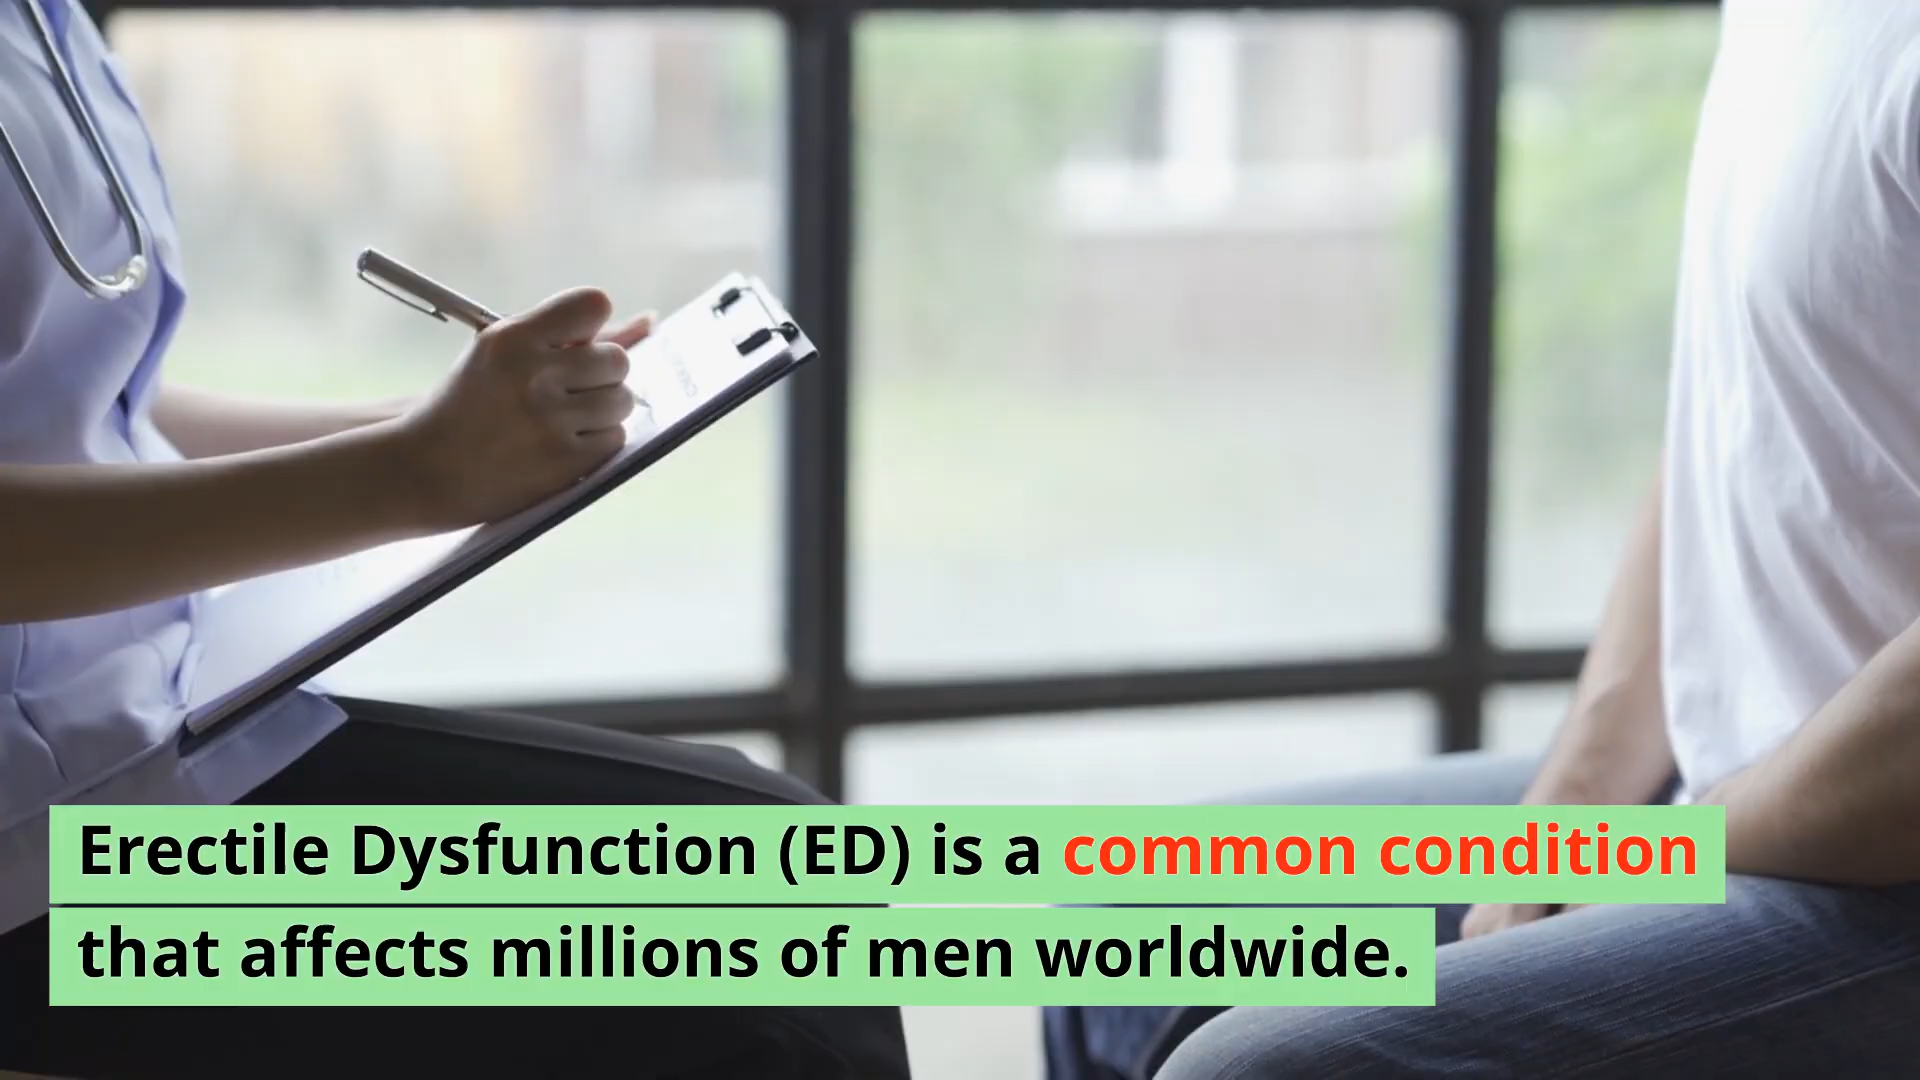 Erectile Dysfunction (ED) is a common condition
that affects millions of men worldwide.